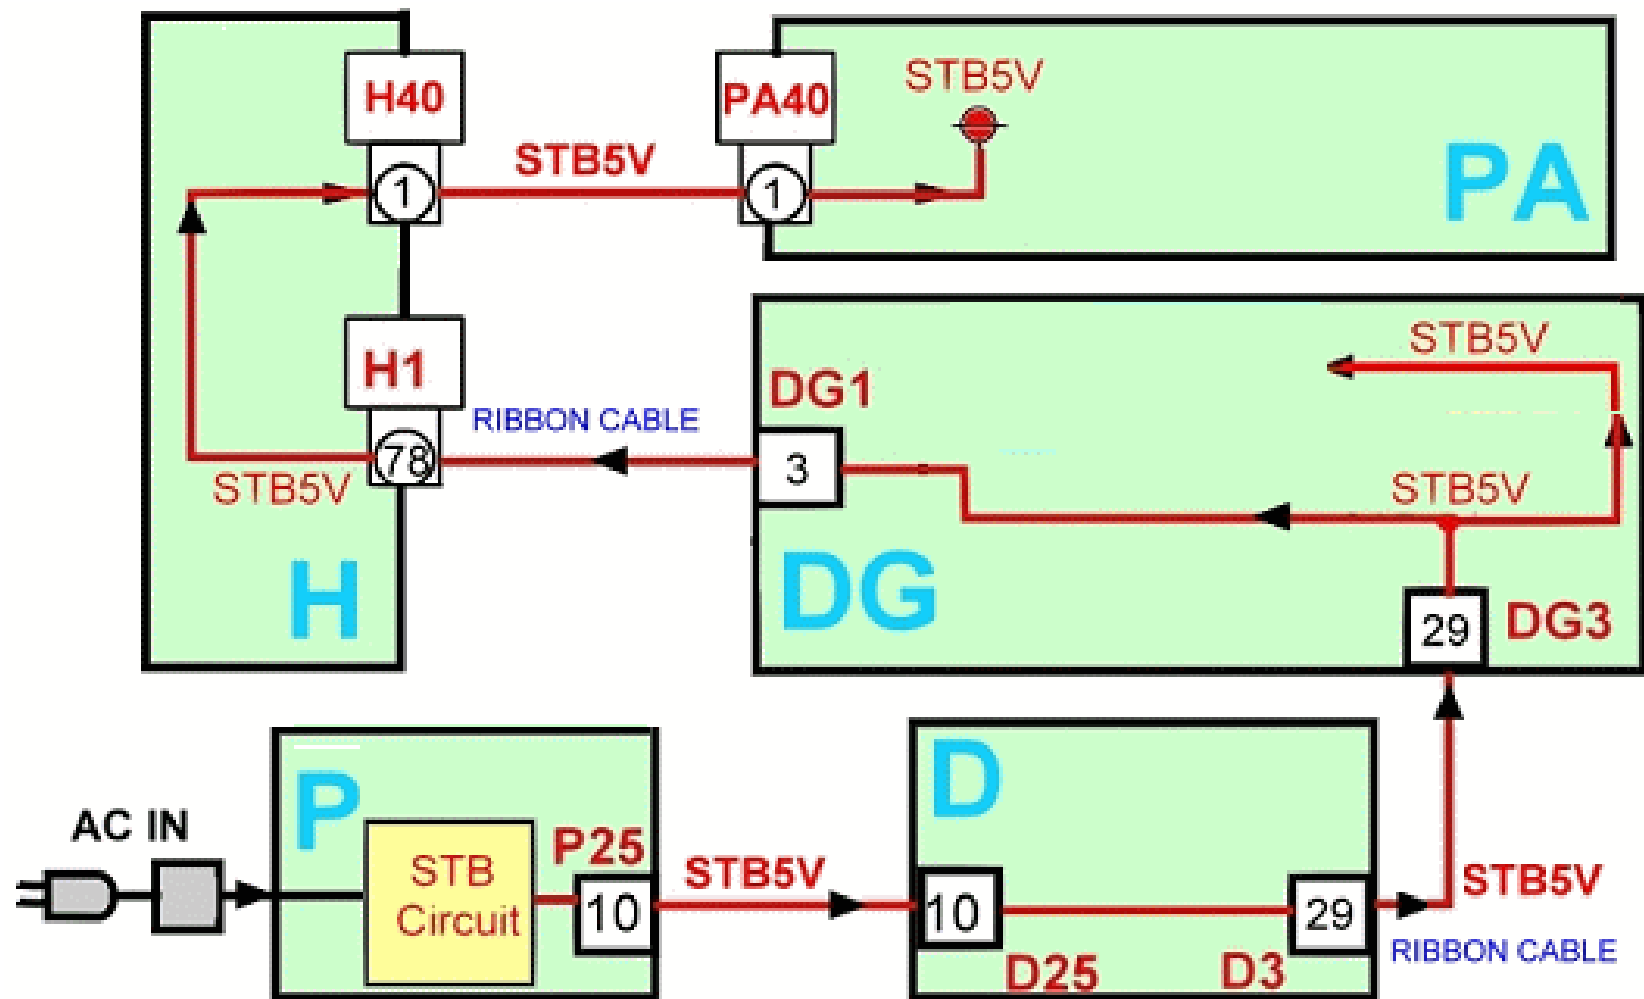 H40
PA40
STB5V
STB5V
1
1
PA
H1
STB5V
DG1
RIBBON CABLE
78
3
STB5V
STB5V
H
DG
29
DG3
P
D
AC IN
STB
Circuit
P25
STB5V
STB5V
10
10
29
RIBBON CABLE
D25
D3